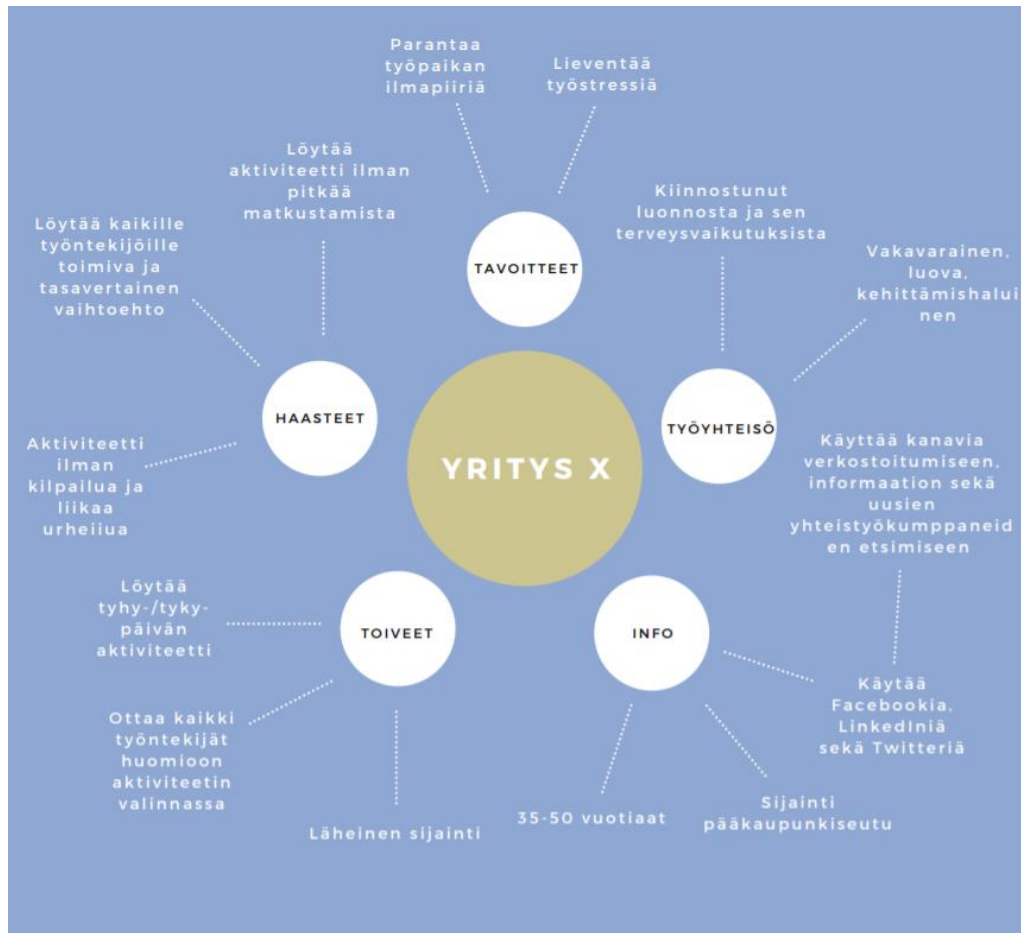 Parantaa
työpaikan
ilmapiiriä
Lieventää
työstressiä
Löytää
aktiviteetti ilman
pitkää
matkustamista
Kiinnostunut
luonnosta ja sen
terveysvaikutuksista
Löytää kaikille
työntekijöille
toimiva ja
tasavertainen
vaihtoehto
Vakavarainen,
luova,
kehittämishalui
nen
TAVOITTEET
HAASTEET
TYÖYHTEISÖ
YRITYS X
Aktiviteetti
ilman
kilpailua ja
liikaa
urheiiua
Käyttää kanavia
verkostoitumiseen,
informaation sekä
uusien
yhteistyökumppaneid
en etsimiseen
Löytää
tyhy-/tyky-
päivän
aktiviteetti
TOIVEET
INFO
Ottaa kaikki
työntekijät
huomioon
aktiviteetin
valinnassa
Käytää
Facebookia,
LinkedIniä
sekä Twitteriä
Läheinen sijainti
35-50 vuotiaat
Sijainti
pääkaupunkiseutu